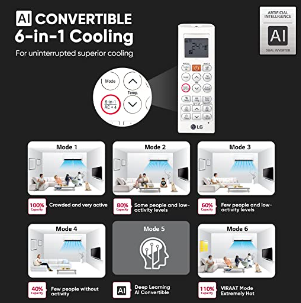 AI CONVERTIBLE
6-in-1 Cooling
For uninterrupted superior cooling
ARTIFICIAL
INTELLIGENCE
AI
DUAL INVERTER
Mode
Temp
LG
Mode 1
Mode 2
Mode 3
100%
Capacity
Crowded and very active
80%
Capacity
Some people and low-
activity levels
60%
Capacity
Few people and low-
activity levels
Mode 4
Mode 5
Mode 6
40%
Capacity
Few people without
activity
AI
Deep Learning
AI Convertible
110%
Capacity
VIRAAT Mode
Extremely Hot